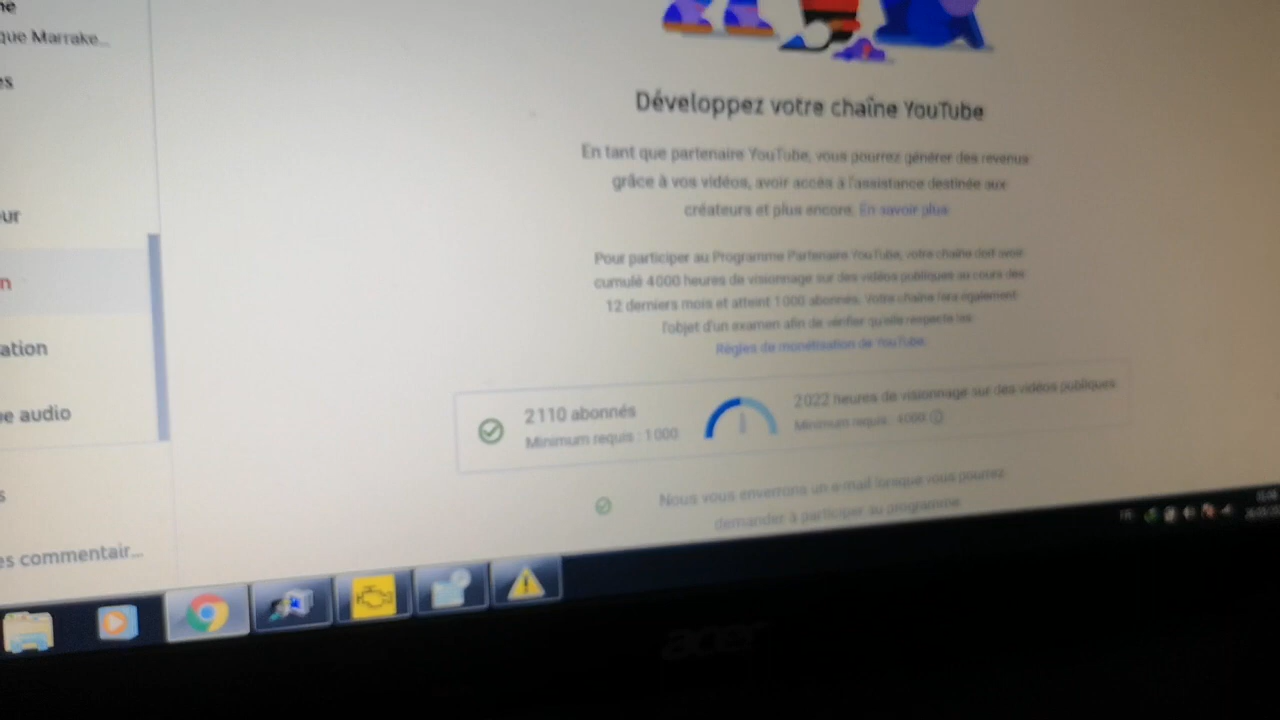 ne
que Marrake...
es
ur
n
ation
ue audio
s
es commentair...
Développez votre chaîne YouTube
En tant que partenaire YouTube, vous pourrez générer des revenus
grâce à vos vidéos, avoir accès à l'assistance destinée aux
créateurs et plus encore. En savoir plus
Pour participer au Programme Partenaire YouTube, votre chaîne doit avoir
cumulé 4000 heures de visionnage sur des vidéos publiques au cours des
12 derniers mois et atteint 1000 abonnés. Votre chaîne fera également
l'objet d'un examen afin de vérifier qu'elle respecte les
Règles de monétisation de YouTube.
2110 abonnés
Minimum requis : 1000
2022 heures de visionnage sur des vidéos publiques
Minimum requis : 4000
Nous vous enverrons un e-mail lorsque vous pourrez
demander à participer au programme.
FR
acer